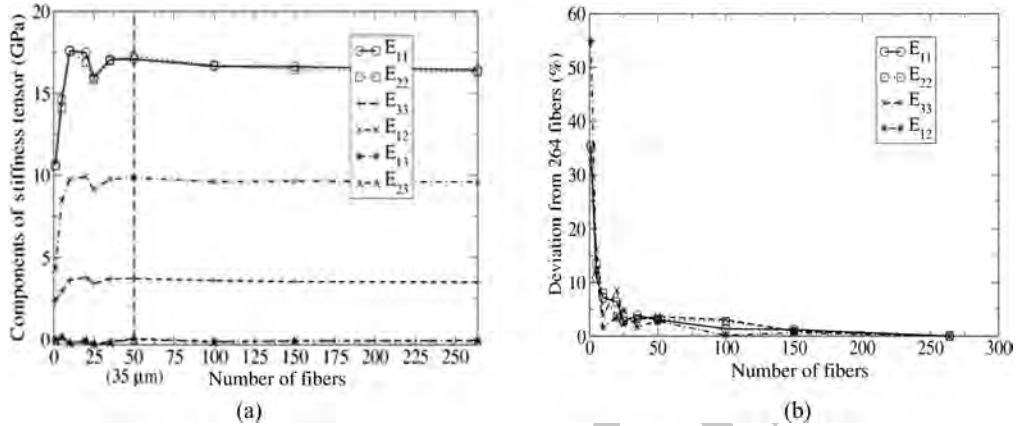 Components of stiffness tensor (GPa)
20
17.5
15
10
5
0
0 25 50 75 100 125 150 175 200 225 250
(35 μm)
Number of fibers
E11
E22
E33
E12
E13
E23
(a)
Deviation from 264 fibers (%)
60
50
40
30
20
10
0
0 50 100 150 200 250 300
Number of fibers
E11
E22
E33
E12
(b)